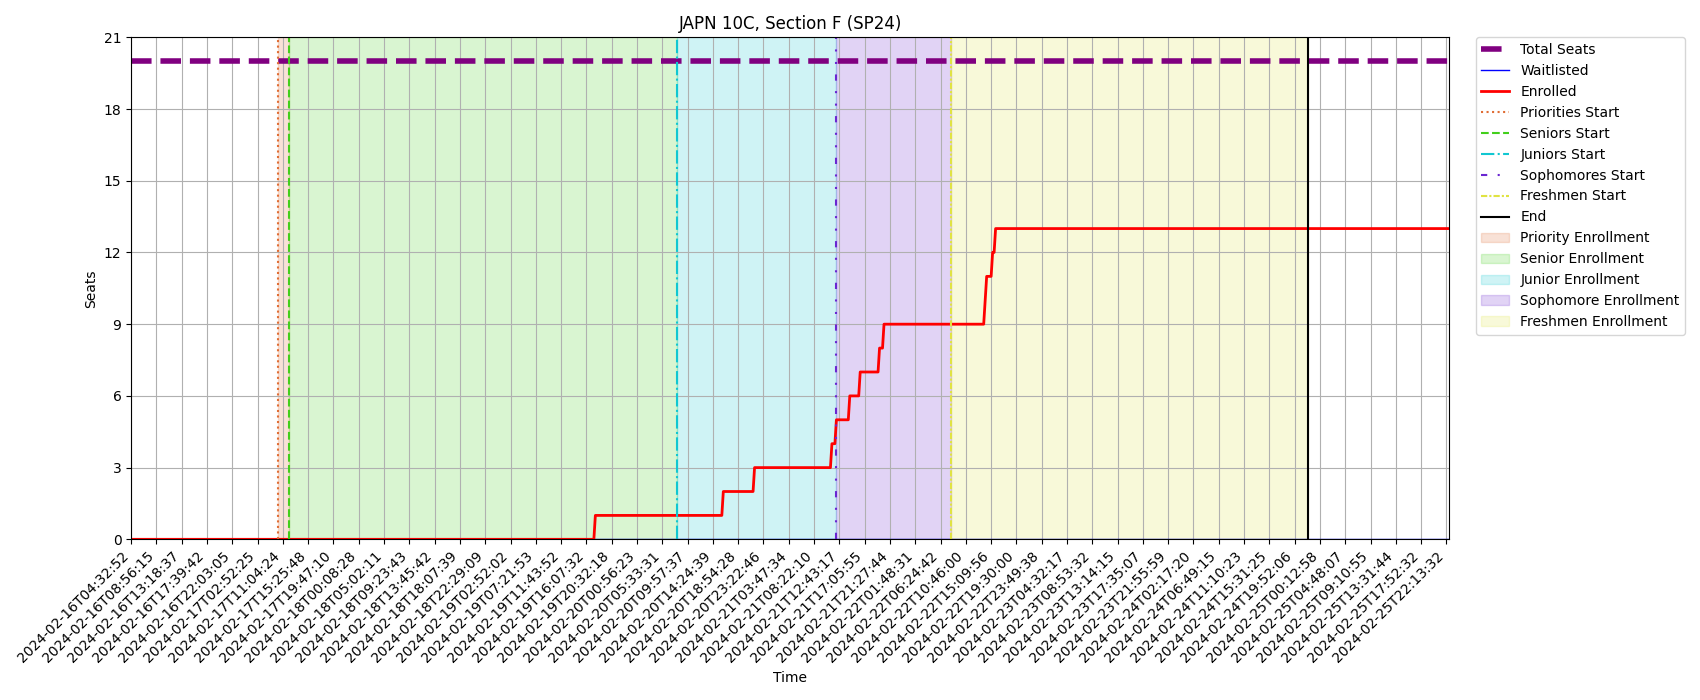 JAPN 10C, Section F (SP24)
21
18
15
12
9
6
3
0
Seats
2024-02-16T04:32:52
2024-02-16T08:56:15
2024-02-16T13:18:37
2024-02-16T17:39:42
2024-02-16T22:03:05
2024-02-17T02:52:25
2024-02-17T11:04:24
2024-02-17T15:25:48
2024-02-17T19:47:10
2024-02-18T00:08:28
2024-02-18T05:02:11
2024-02-18T09:23:43
2024-02-18T13:45:42
2024-02-18T18:07:39
2024-02-18T22:29:09
2024-02-19T02:52:02
2024-02-19T07:21:53
2024-02-19T11:43:52
2024-02-19T16:07:32
2024-02-19T20:32:18
2024-02-20T00:56:23
2024-02-20T05:33:31
2024-02-20T09:57:37
2024-02-20T14:24:39
2024-02-20T18:54:28
2024-02-20T23:22:46
2024-02-21T03:47:34
2024-02-21T08:22:10
2024-02-21T12:43:17
2024-02-21T17:05:55
2024-02-21T21:27:44
2024-02-22T01:48:31
2024-02-22T06:24:42
2024-02-22T10:46:00
2024-02-22T15:09:56
2024-02-22T19:30:00
2024-02-22T23:49:38
2024-02-23T04:32:17
2024-02-23T08:53:32
2024-02-23T13:14:15
2024-02-23T17:35:07
2024-02-23T21:55:59
2024-02-24T02:17:20
2024-02-24T06:49:15
2024-02-24T11:10:23
2024-02-24T15:31:25
2024-02-24T19:52:06
2024-02-25T00:12:58
2024-02-25T04:48:07
2024-02-25T09:10:55
2024-02-25T13:31:44
2024-02-25T17:52:32
2024-02-25T22:13:32
Time
Total Seats
Waitlisted
Enrolled
Priorities Start
Seniors Start
Juniors Start
Sophomores Start
Freshmen Start
End
Priority Enrollment
Senior Enrollment
Junior Enrollment
Sophomore Enrollment
Freshmen Enrollment